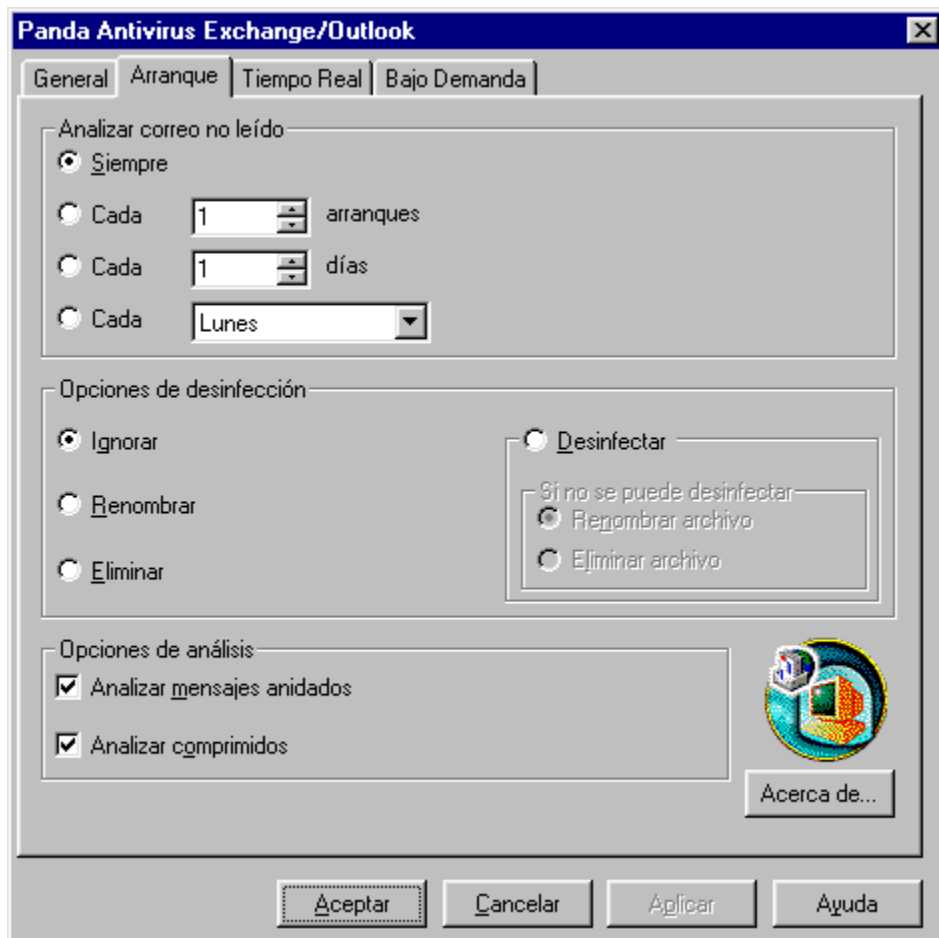 Panda Antivirus Exchange/Outlook
General Arranque Tiempo Real Bajo Demanda
Analizar correo no leído
Siempre
Cada 1 arranques
Cada 1 días
Cada Lunes
Opciones de desinfección
Ignorar
Renombrar
Eliminar
Desinfectar
Si no se puede desinfectar
Renombrar archivo
Eliminar archivo
Opciones de análisis
Analizar mensajes anidados
Analizar comprimidos
Acerca de...
Aceptar Cancelar Aplicar Ayuda